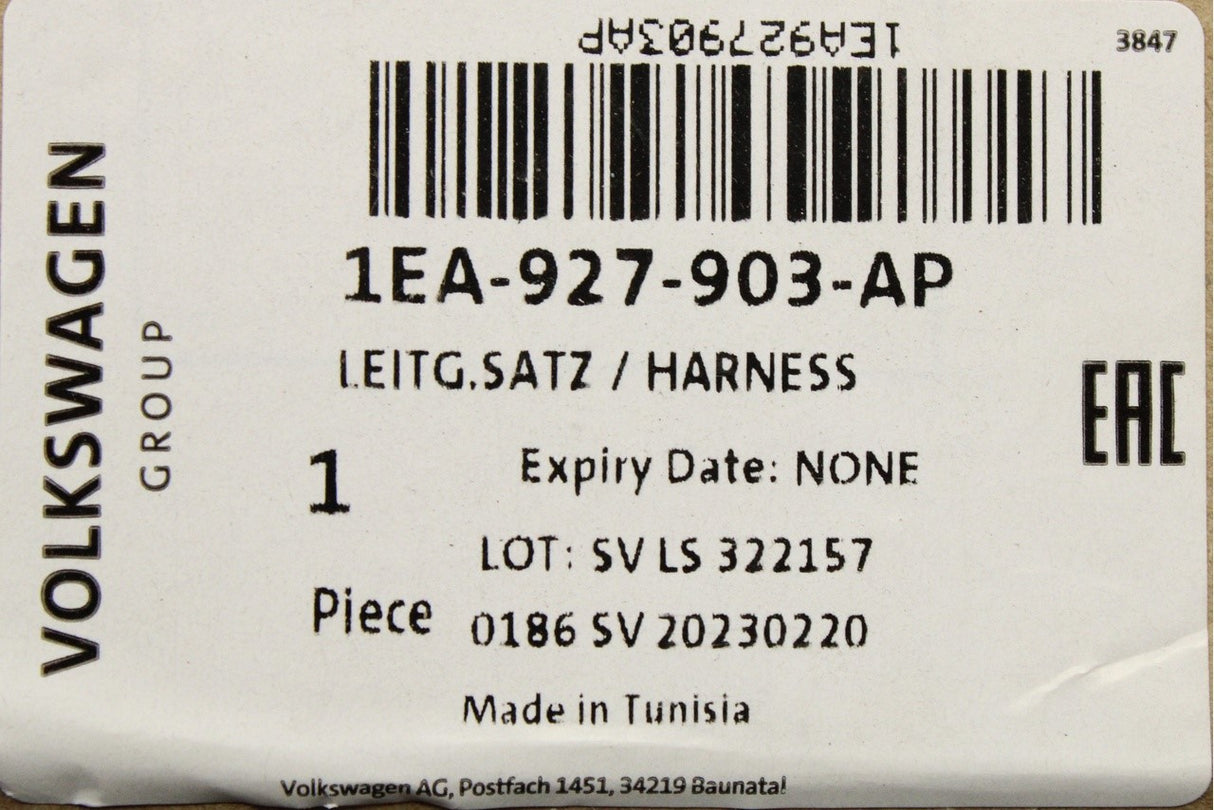 1EA927903AP
3847
VOLKSWAGEN
GROUP
1EA-927-903-AP
LEITG.SATZ / HARNESS
EAC
1
Expiry Date: NONE
LOT: SV LS 322157
Piece
0186 SV 20230220
Made in Tunisia
Volkswagen AG, Postfach 1451, 34219 Baunatal